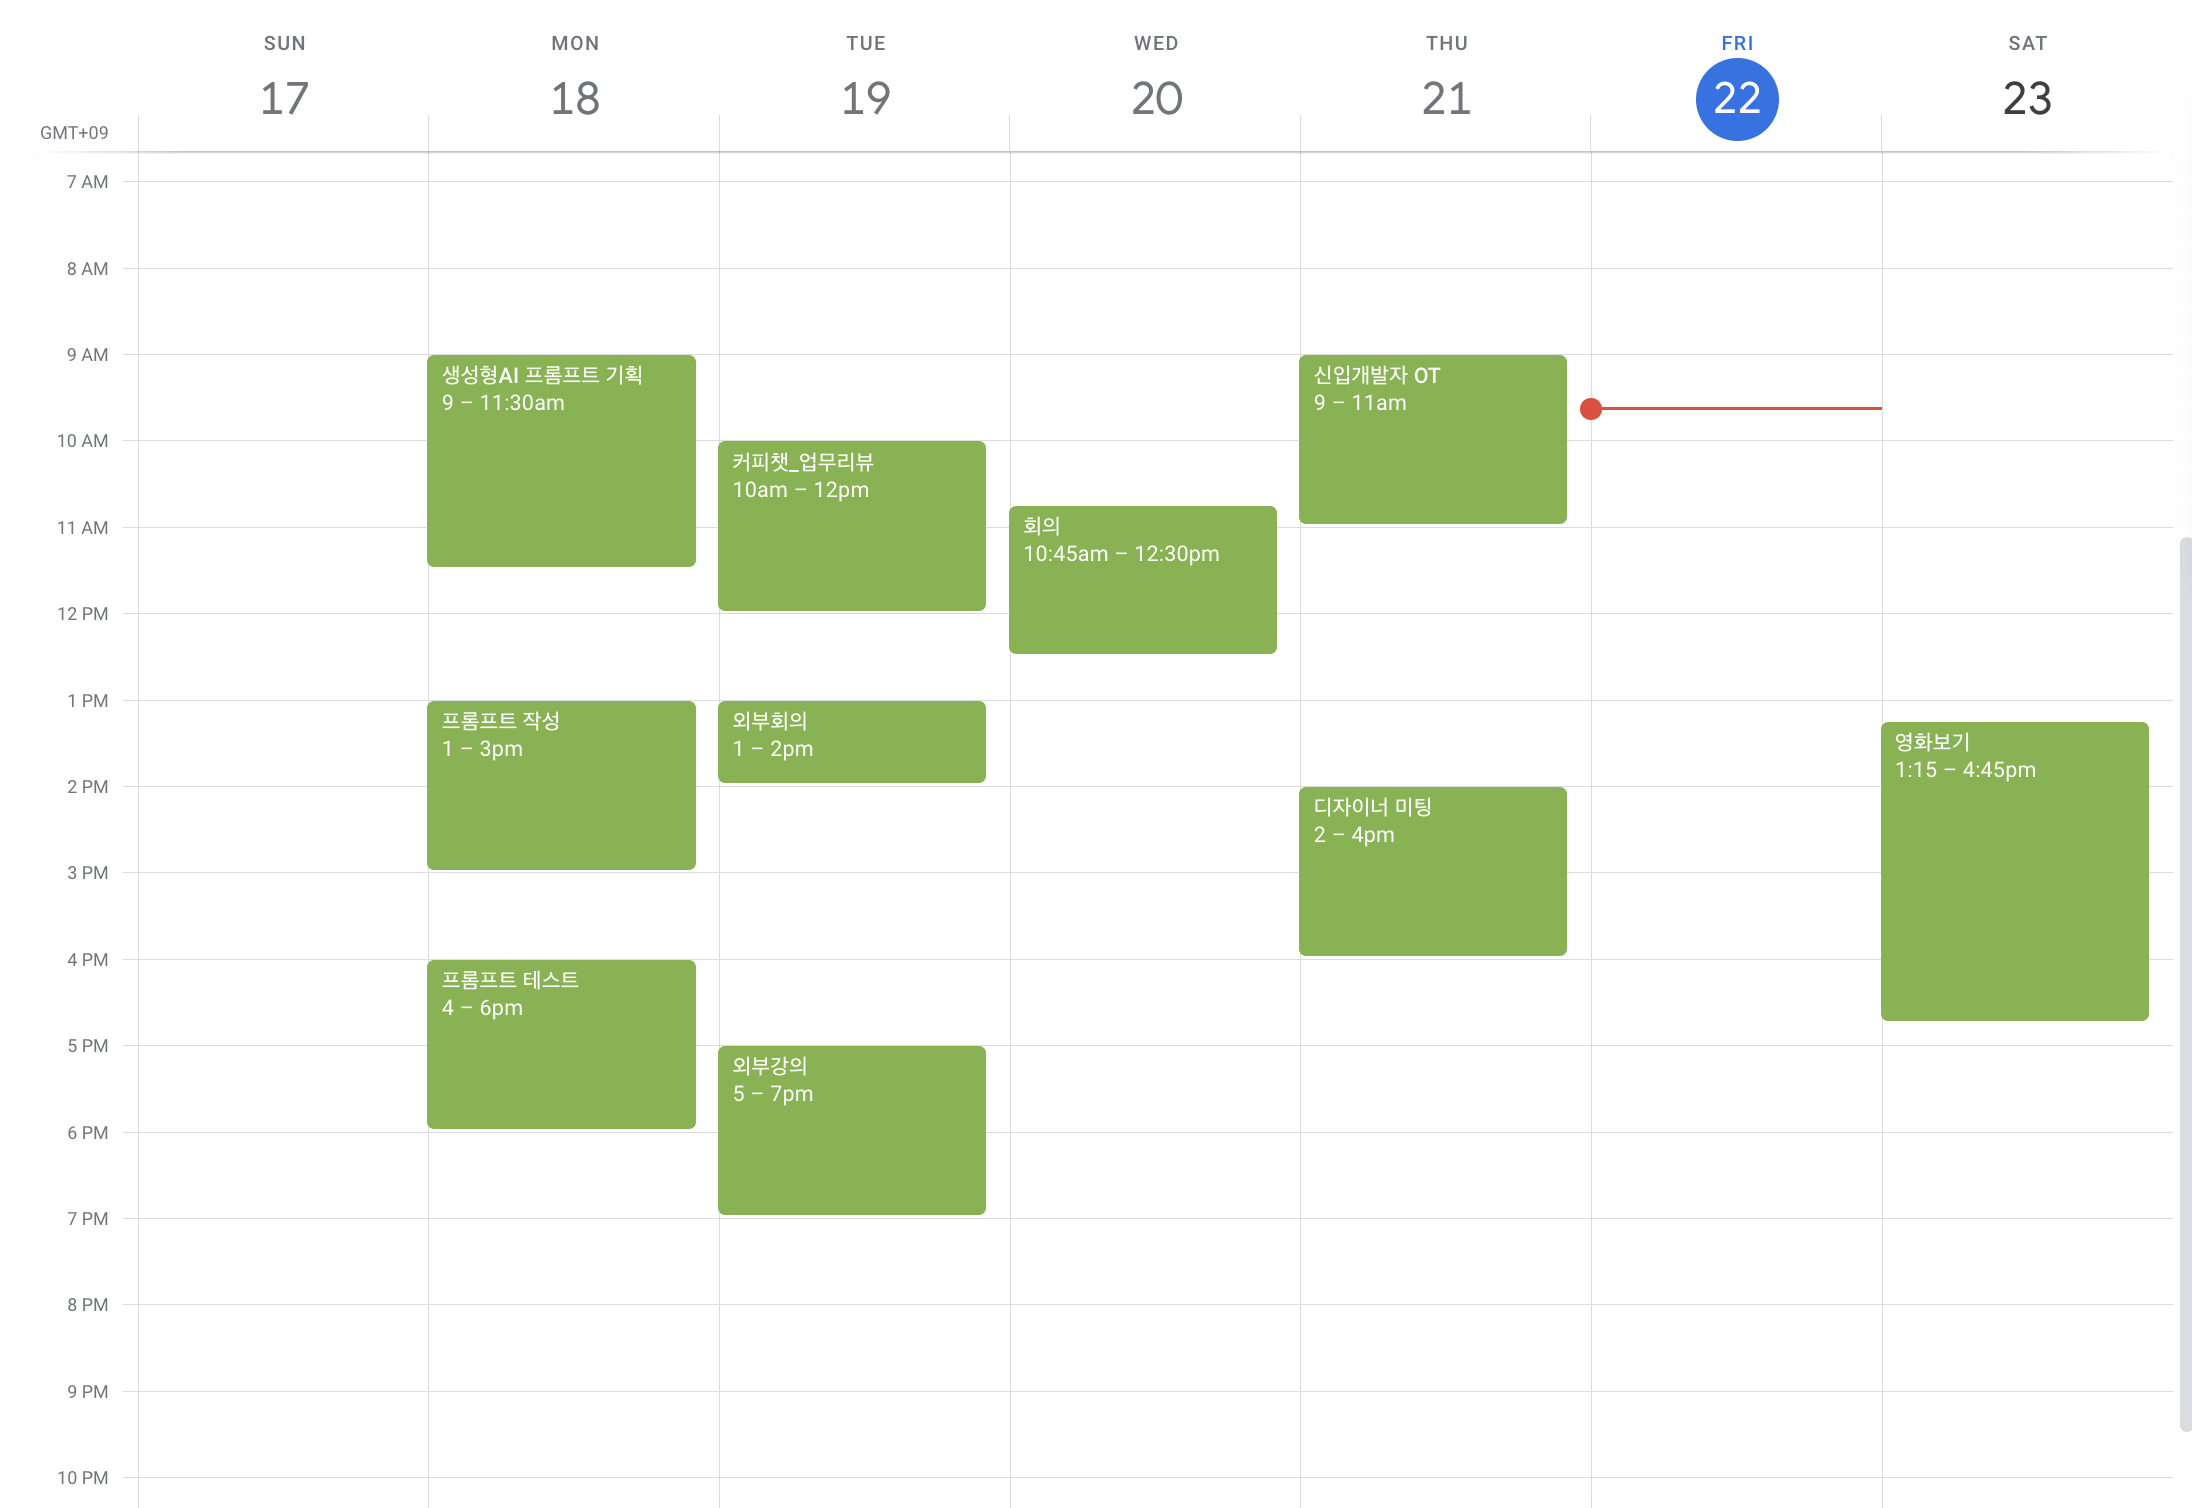 SUN
MON
TUE
WED
THU
FRI
SAT
17
18
19
20
21
22
23
GMT+09
7 AM
8 AM
9 AM
10 AM
11 AM
12 PM
1 PM
2 PM
3 PM
4 PM
5 PM
6 PM
7 PM
8 PM
9 PM
10 PM
생성형AI 프롬프트 기획
9 – 11:30am
프롬프트 작성
1 – 3pm
프롬프트 테스트
4 – 6pm
커피챗_업무리뷰
10am – 12pm
외부회의
1 – 2pm
외부강의
5 – 7pm
회의
10:45am – 12:30pm
신입개발자 OT
9 – 11am
디자이너 미팅
2 – 4pm
영화보기
1:15 – 4:45pm